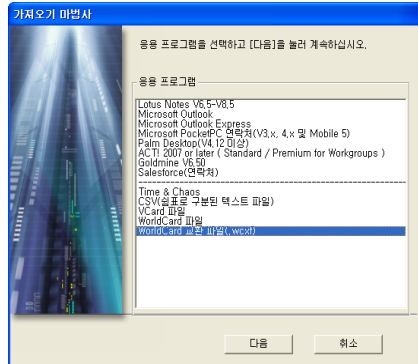 가져오기 마법사
응용 프로그램을 선택하고 [다음]을 눌러 계속하십시오.
응용 프로그램
Lotus Notes V6,5-V8,5
Microsoft Outlook
Microsoft Outlook Express
Microsoft PocketPC 연락처(V3,x, 4,x 및 Mobile 5)
Palm Desktop(V4,12 이상)
ACT! 2007 or later ( Standard / Premium for Workgroups )
Goldmine V6,50
Salesforce(연락처)
Time & Chaos
CSV(쉼표로 구분된 텍스트 파일)
VCard 파일
WorldCard 파일
WorldCard 교환 파일(,wcxf)
다음
취소